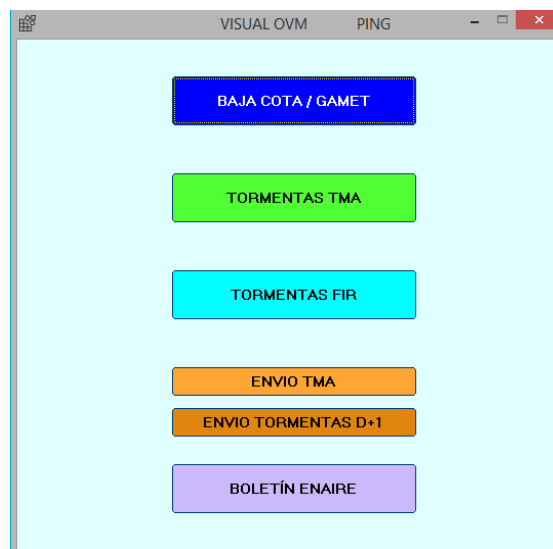 VISUAL OVM PING
BAJA COTA / GAMET
TORMENTAS TMA
TORMENTAS FIR
ENVIO TMA
ENVIO TORMENTAS D+1
BOLETÍN ENAIRE